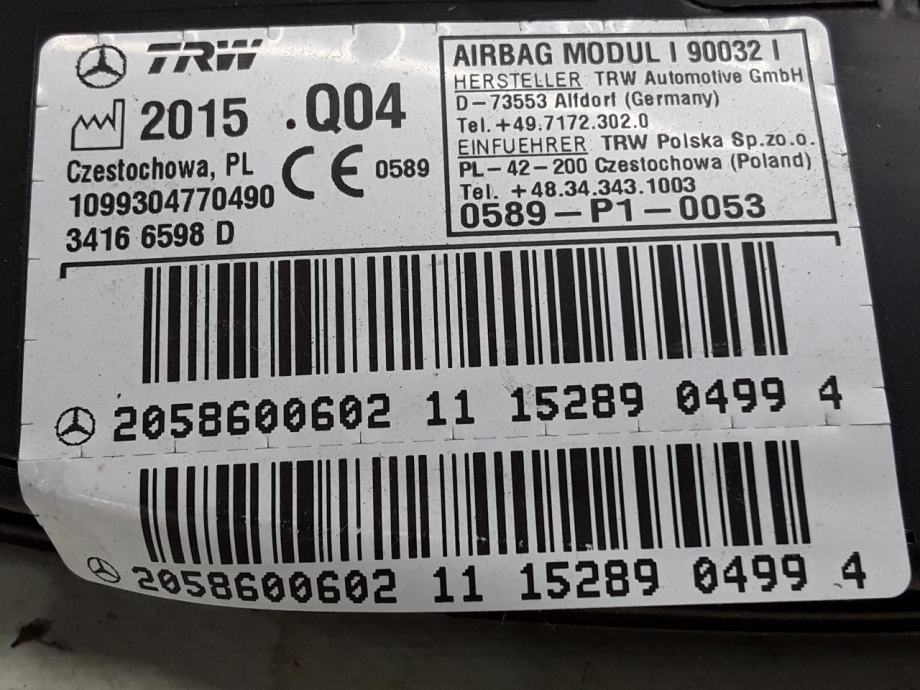 TRW
2015 .Q04
Czestochowa, PL
CE 0589
1099304770490
3416 6598 D
AIRBAG MODUL I 90032 I
HERSTELLER TRW Automotive GmbH
D-73553 Alfdorf (Germany)
Tel.+49.7172.302.0
EINFUEHRER TRW Polska Sp.zo.o.
PL-42-200 Czestochowa (Poland)
Tel. +48.34.343.1003
0589-P1-0053
2058600602 11 15289 0499 4
2058600602 11 15289 0499 4